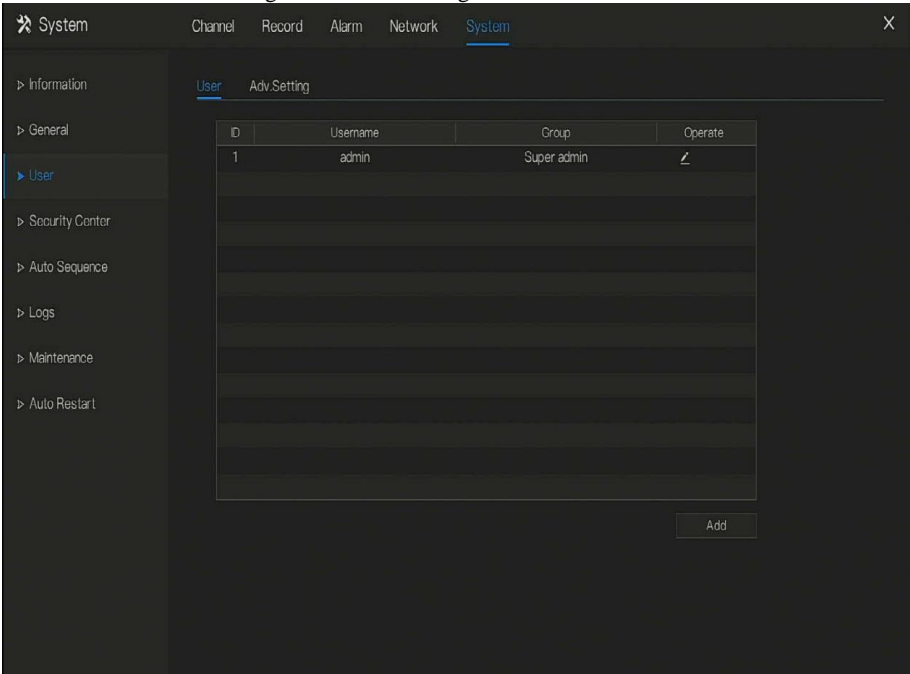 System Channel Record Alarm Network System X
Information
User Adv.Setting
General
ID Username Group Operate
1 admin Super admin
User
Security Center
Auto Sequence
Logs
Maintenance
Auto Restart
Add